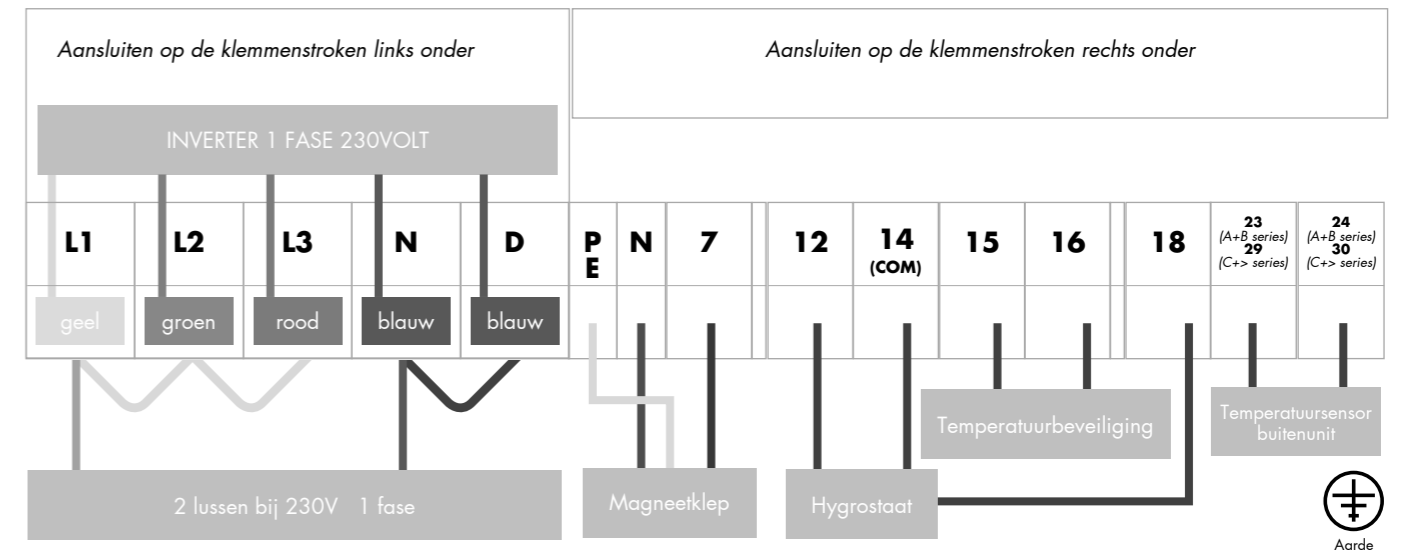 Aansluiten op de klemmenstroken links onder
Aansluiten op de klemmenstroken rechts onder
INVERTER 1 FASE 230VOLT
L1 L2 L3 N D P N 7 12 14 15 16 18 23 24
E (COM) (A+B series) (A+B series)
29 30
(C+> series) (C+> series)
geel groen rood blauw blauw
Temperatuurbeveiliging
Temperatuursensor
buitenunit
2 lussen bij 230V 1 fase
Magneetklep
Hygrostaat
Aarde